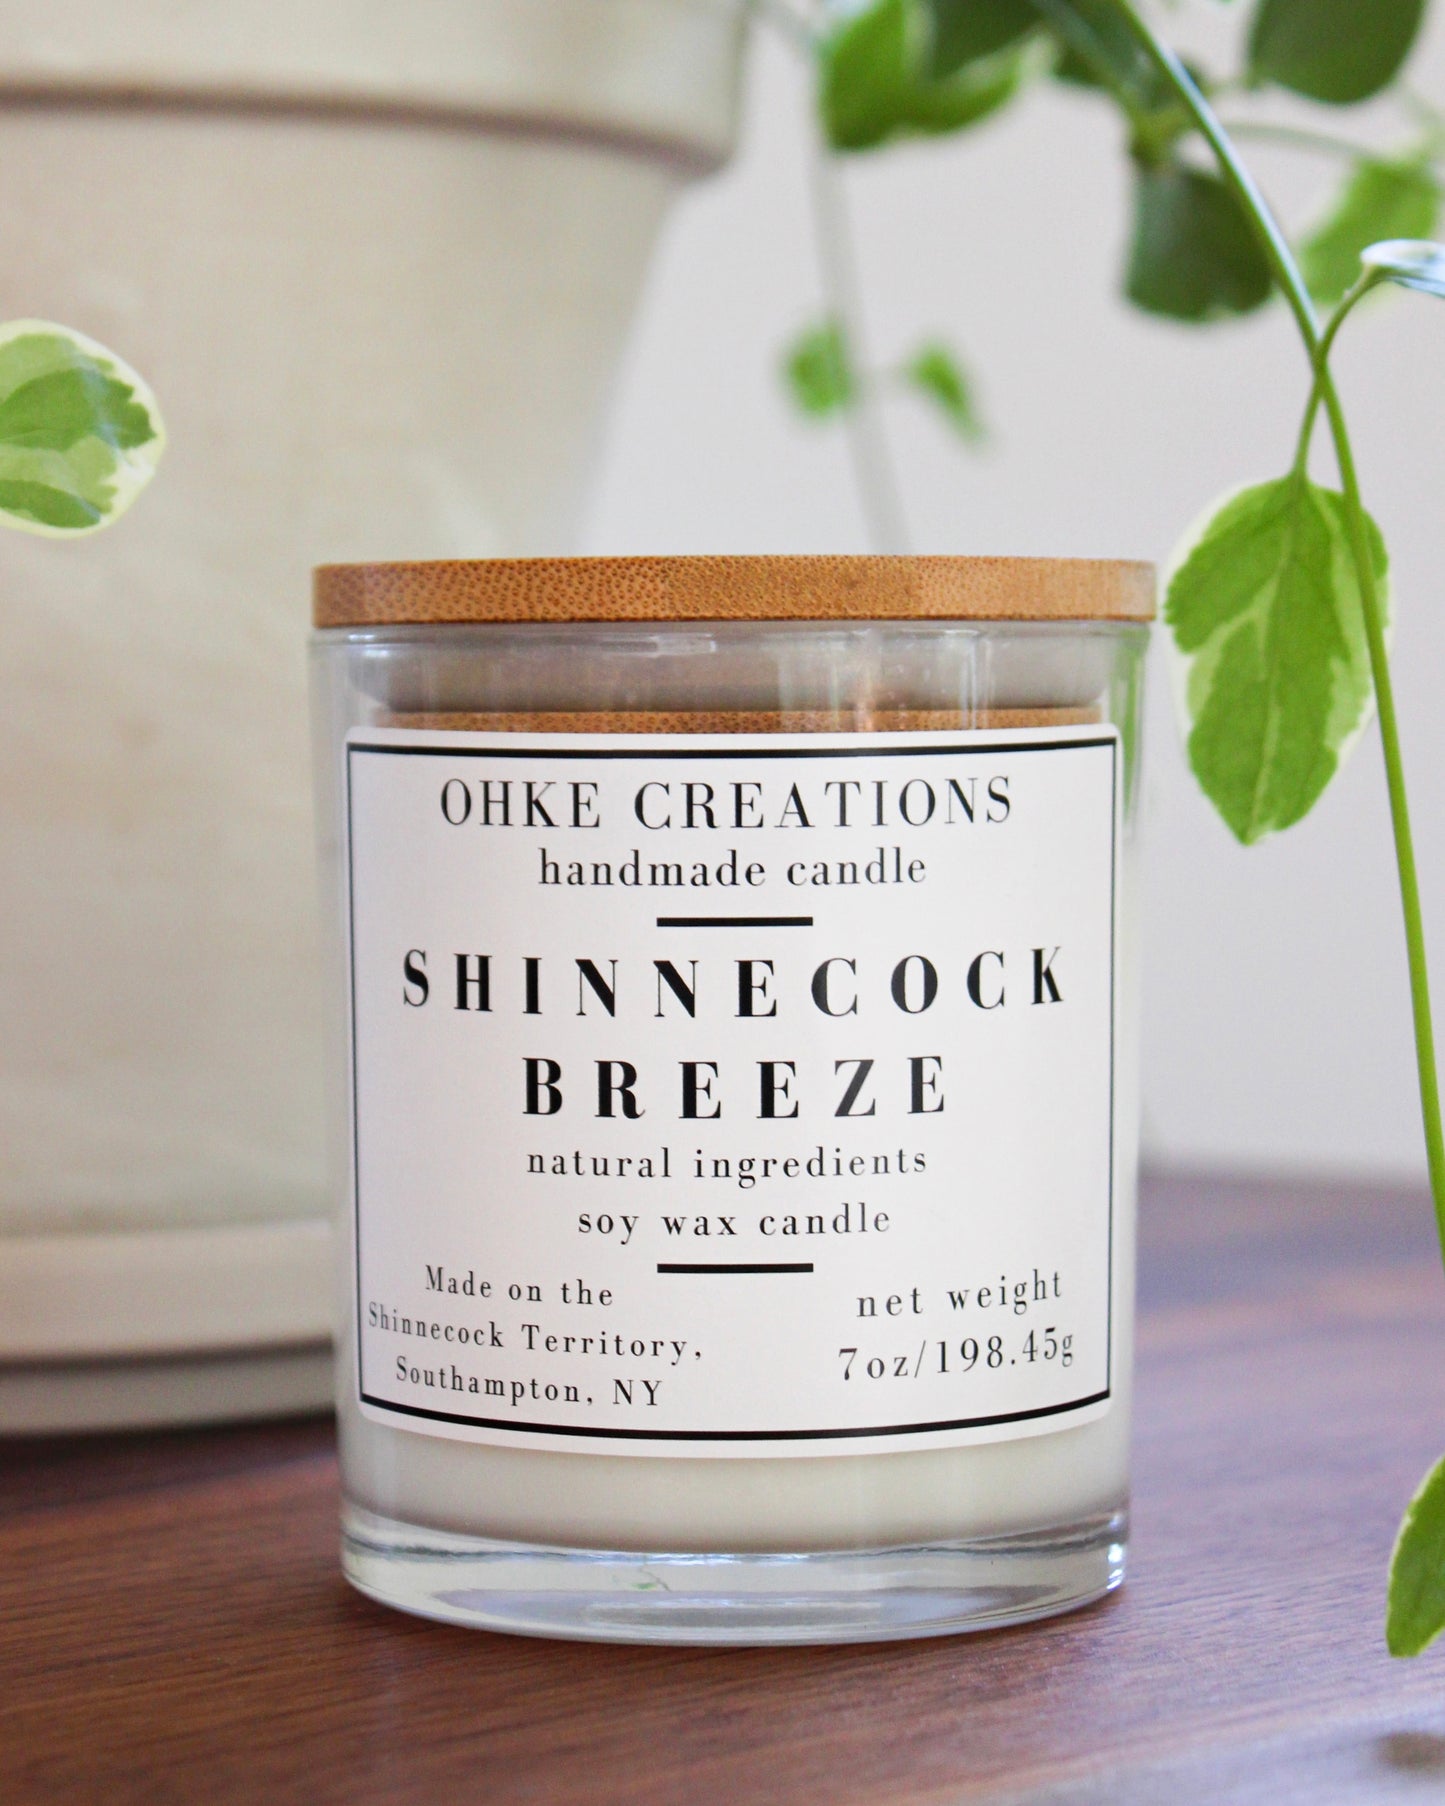 OHKE CREATIONS
handmade candle
SHINNECOCK
BREEZE
natural ingredients
soy wax candle
Made on the
Shinnecock Territory,
Southampton, NY
net weight
7oz/198.45g